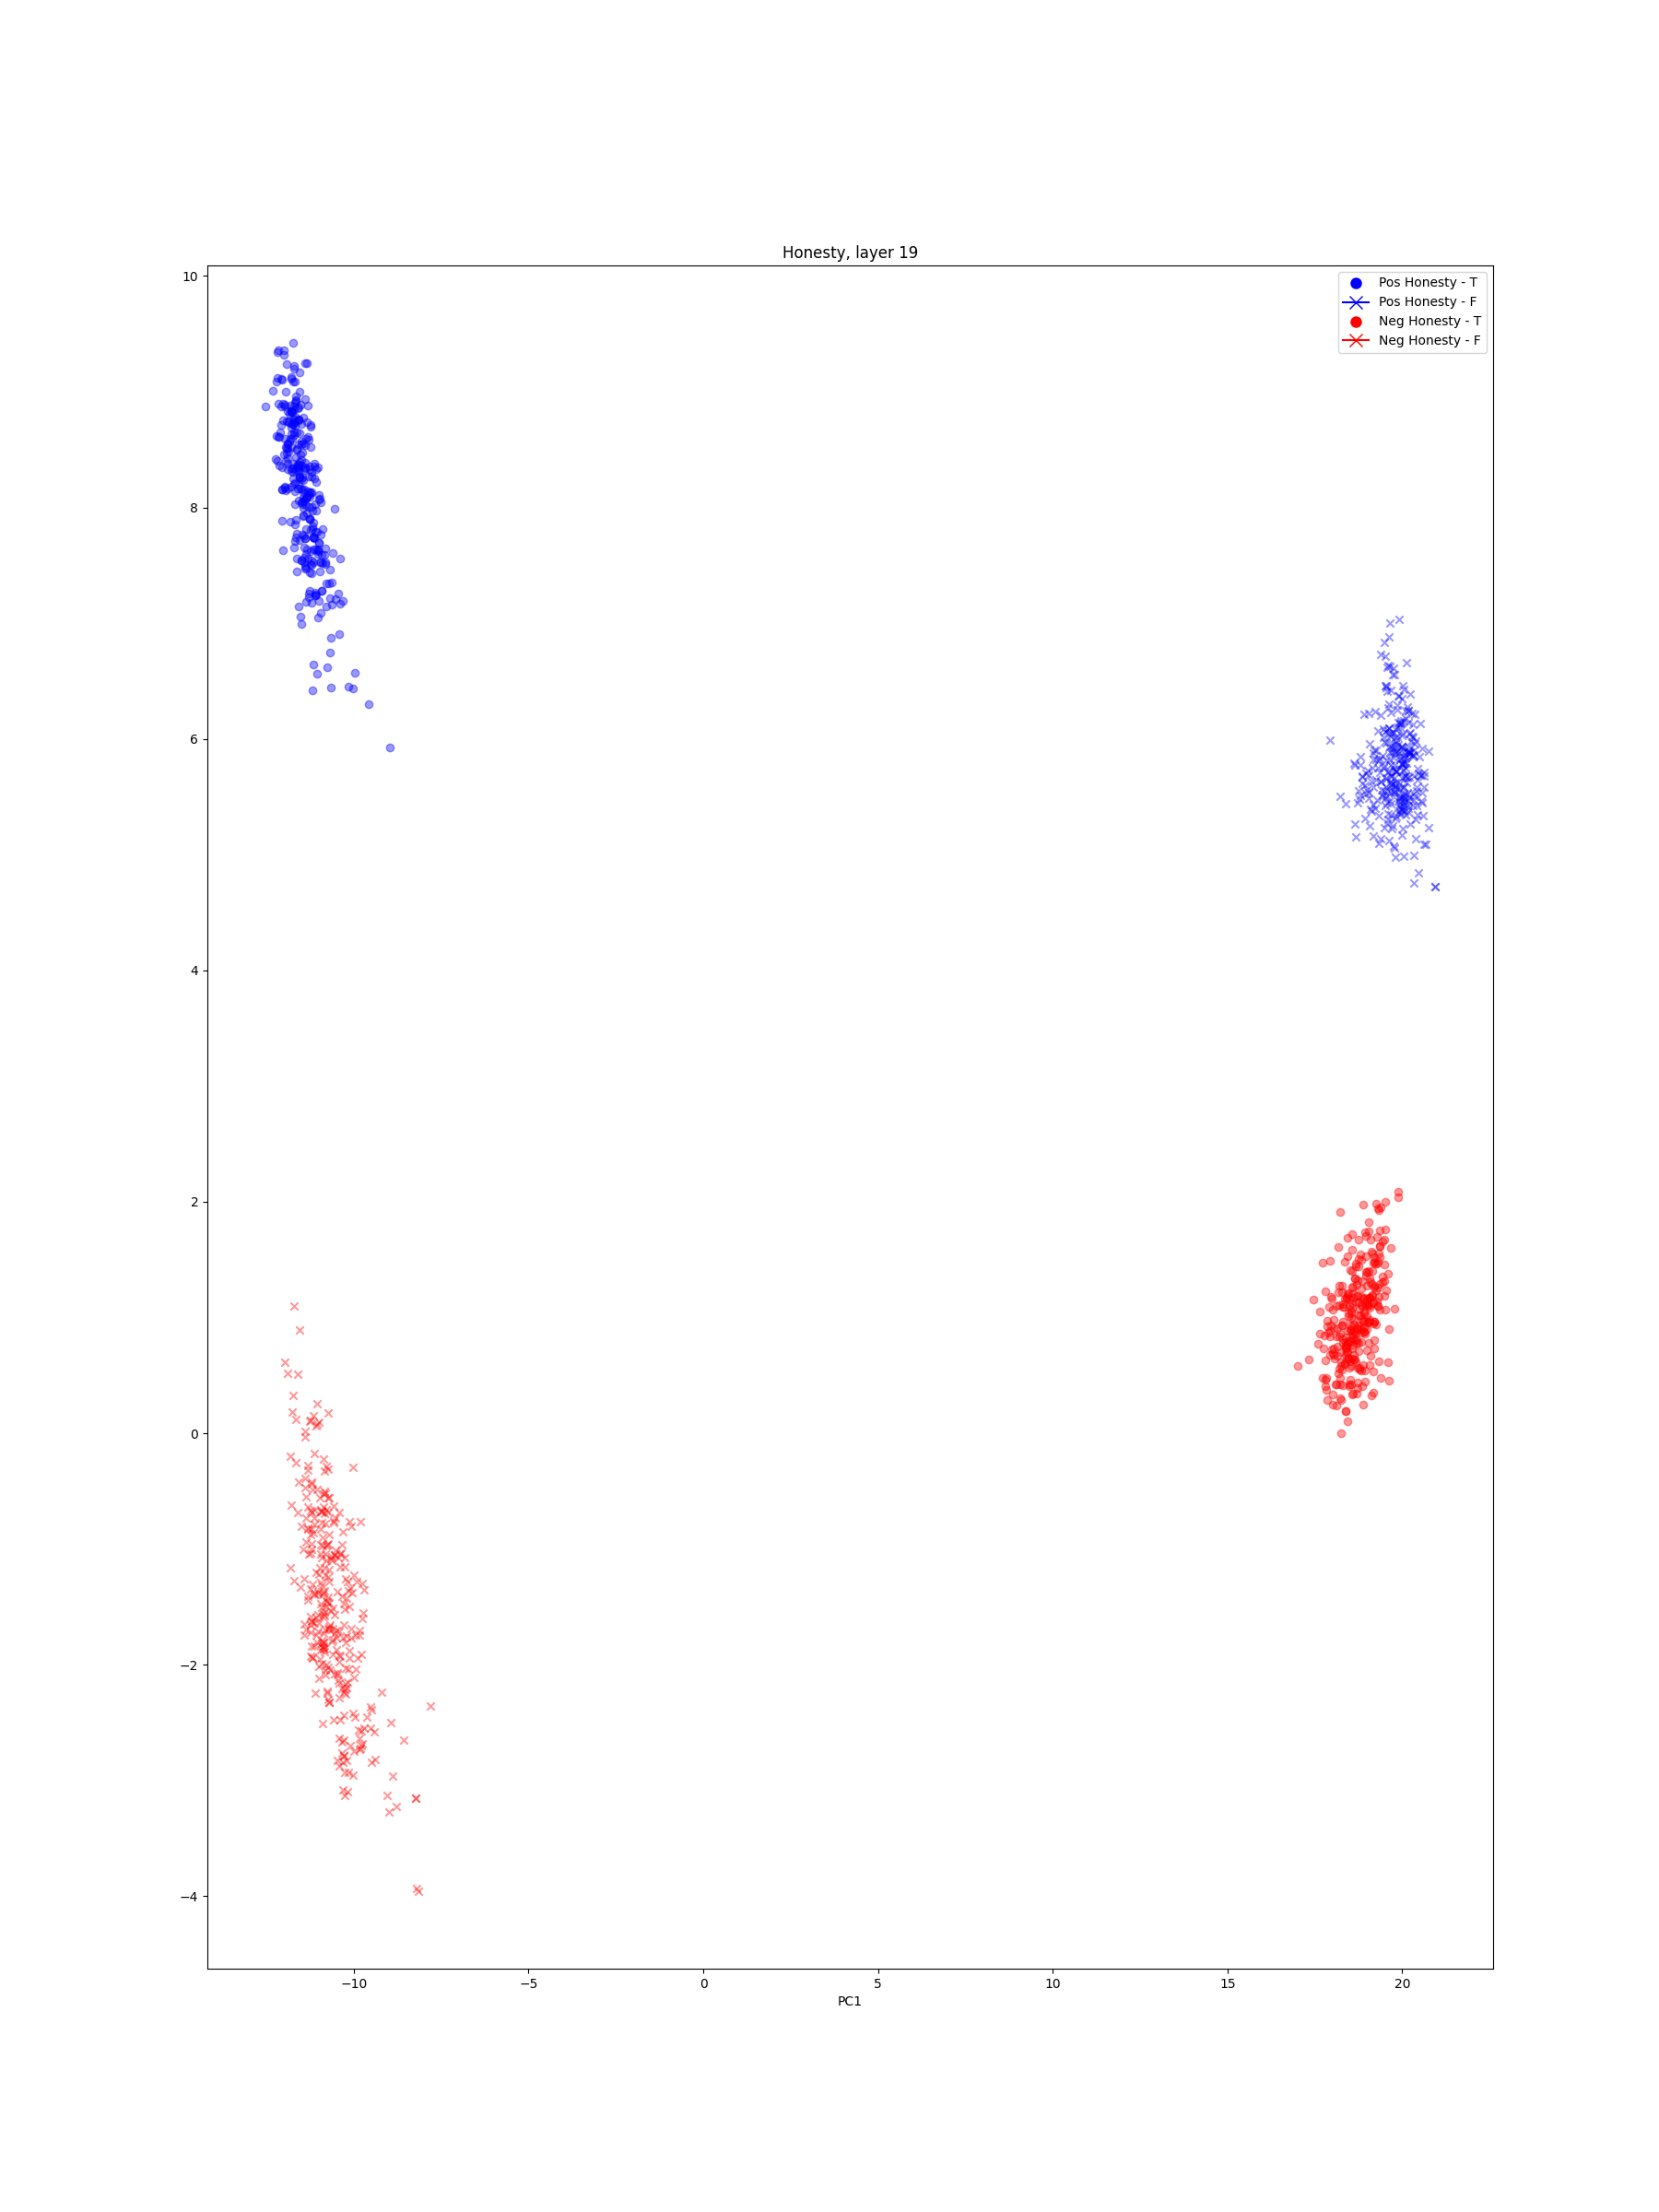 Honesty, layer 19
Pos Honesty - T
Pos Honesty - F
Neg Honesty - T
Neg Honesty - F
10
8
6
4
2
0
−2
−4
−10
−5
0
5
10
15
20
PC1